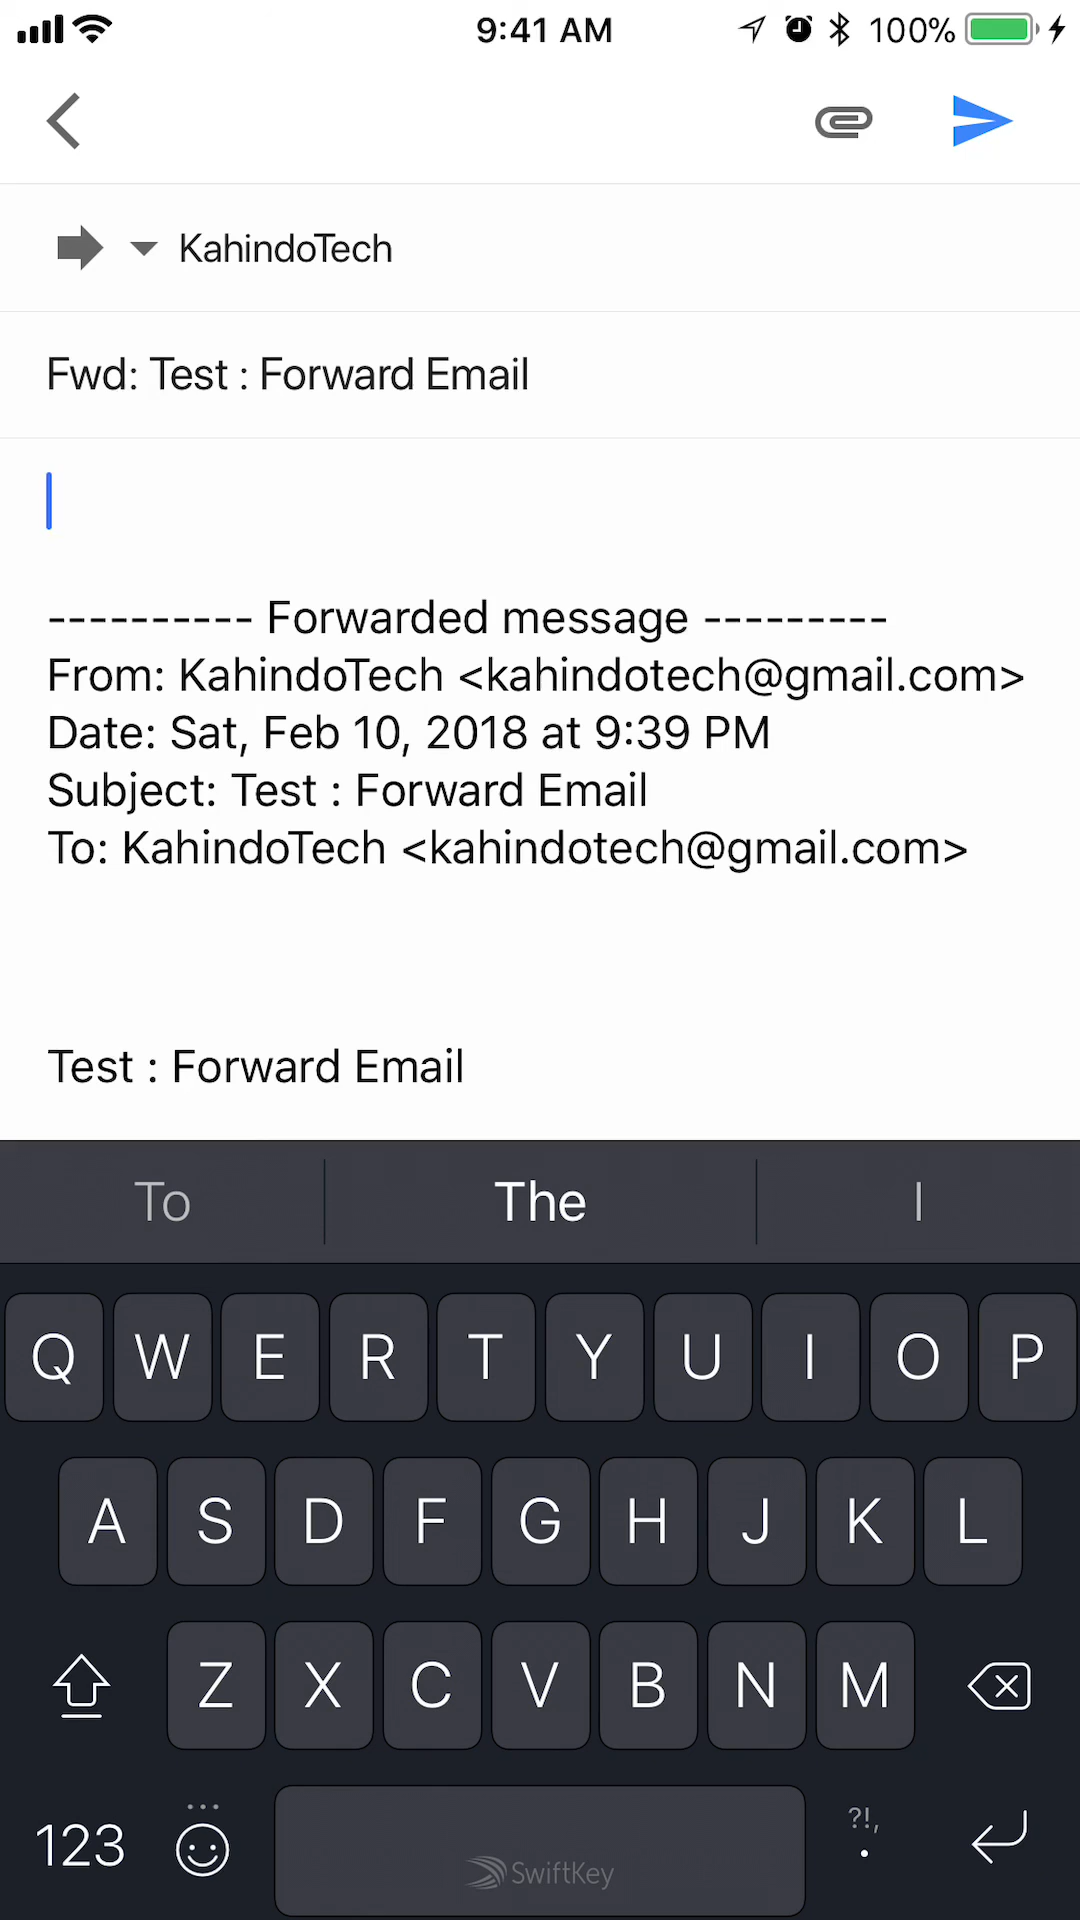 9:41 AM 100%
KahindoTech
Fwd: Test : Forward Email
---------- Forwarded message ---------
From: KahindoTech <kahindotech@gmail.com>
Date: Sat, Feb 10, 2018 at 9:39 PM
Subject: Test : Forward Email
To: KahindoTech <kahindotech@gmail.com>
Test : Forward Email
To The I
Q W E R T Y U I O P
A S D F G H J K L
Z X C V B N M
123 SwiftKey ?!, .